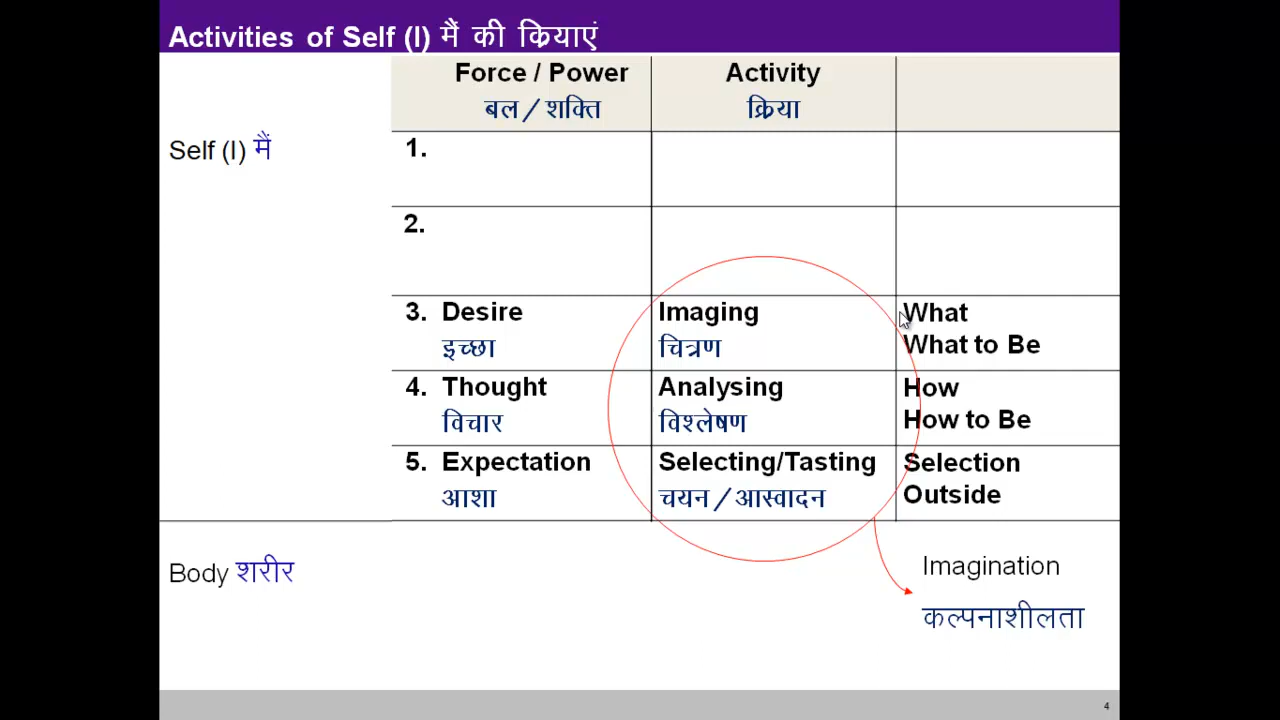 Activities of Self (I) मैं की क्रियाएं
Force / Power
Activity
बल / शक्ति
क्रिया
Self (I) मैं
1.
2.
3. Desire
Imaging
What
इच्छा
चित्रण
What to Be
4. Thought
Analysing
How
विचार
विश्लेषण
How to Be
5. Expectation
Selecting/Tasting
Selection
आशा
चयन / आस्वादन
Outside
Body शरीर
Imagination
कल्पनाशीलता
4